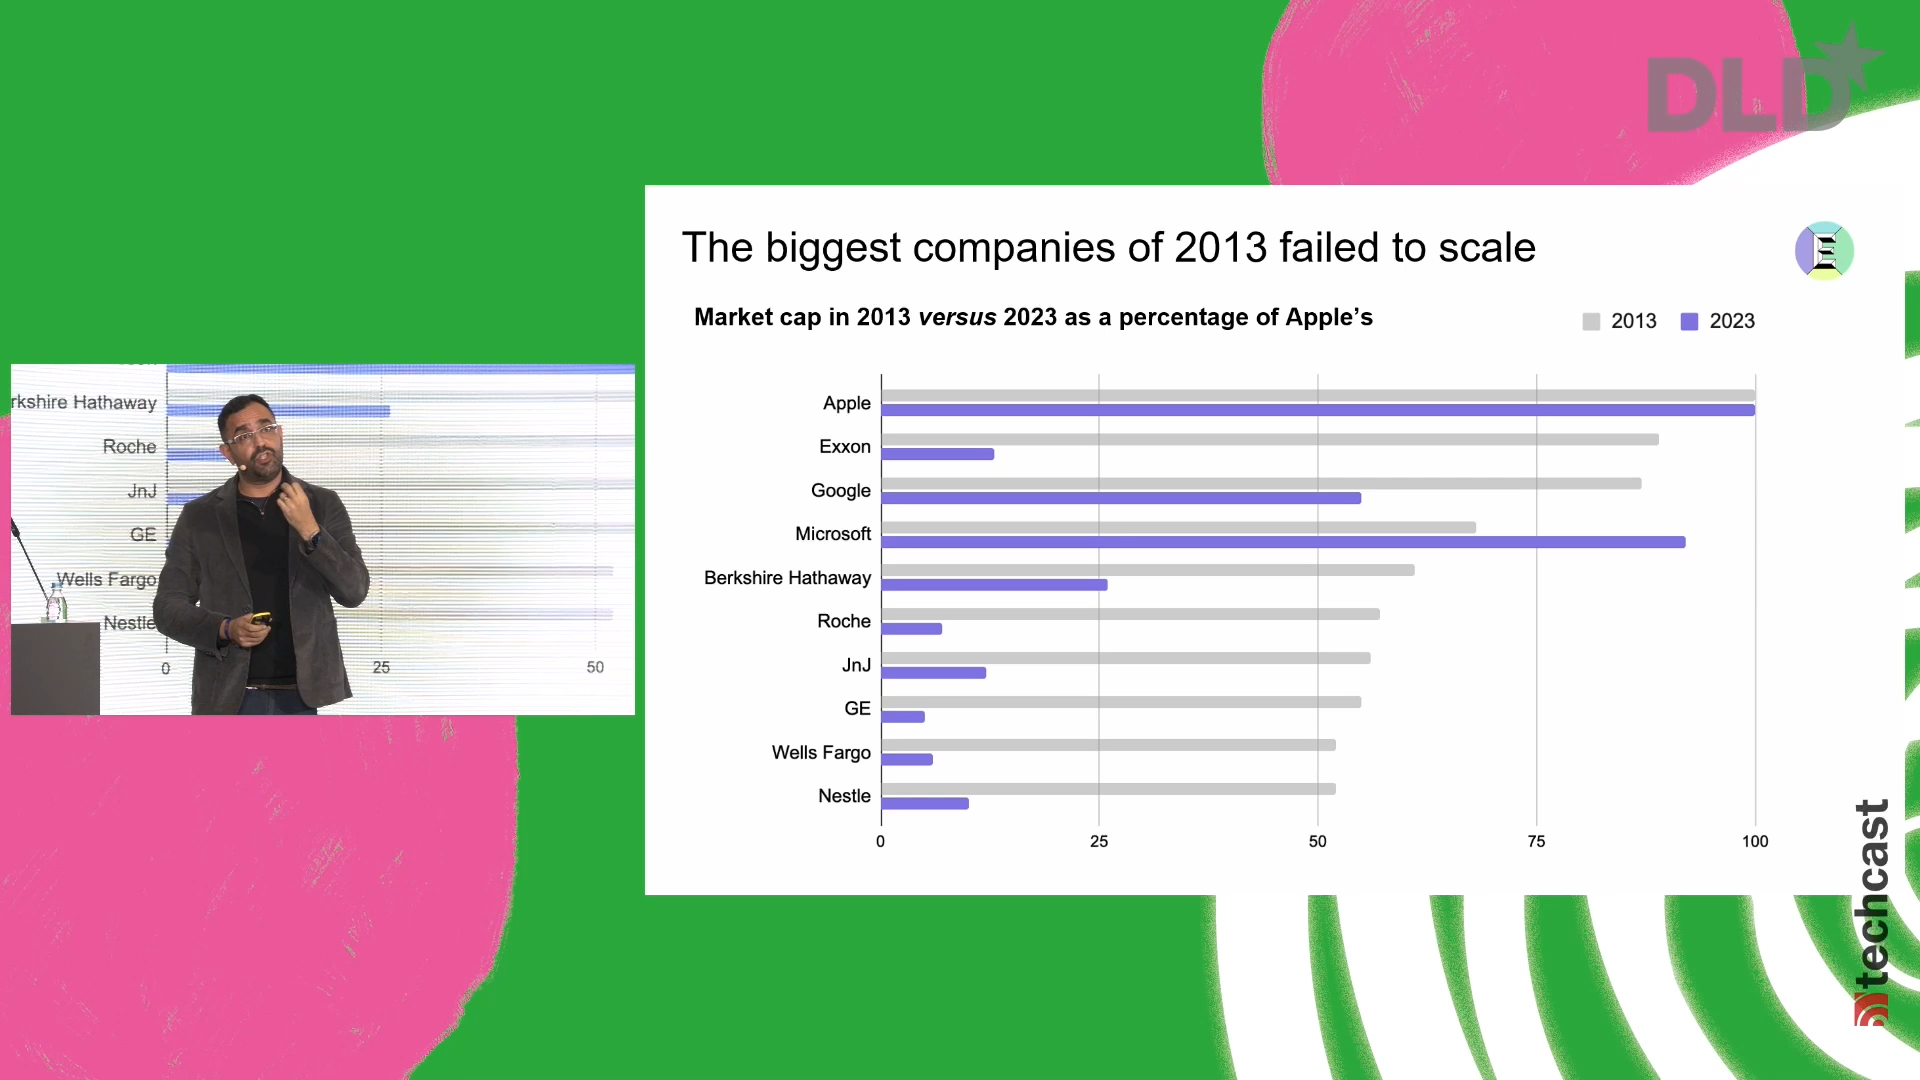 DLD
The biggest companies of 2013 failed to scale
E
Market cap in 2013 versus 2023 as a percentage of Apple’s
2013
2023
Apple
Exxon
Google
Microsoft
Berkshire Hathaway
Roche
JnJ
GE
Wells Fargo
Nestle
0 25 50 75 100
rkshire Hathaway
Roche
JnJ
GE
Wells Fargo
Nestle
0 25 50
techcast